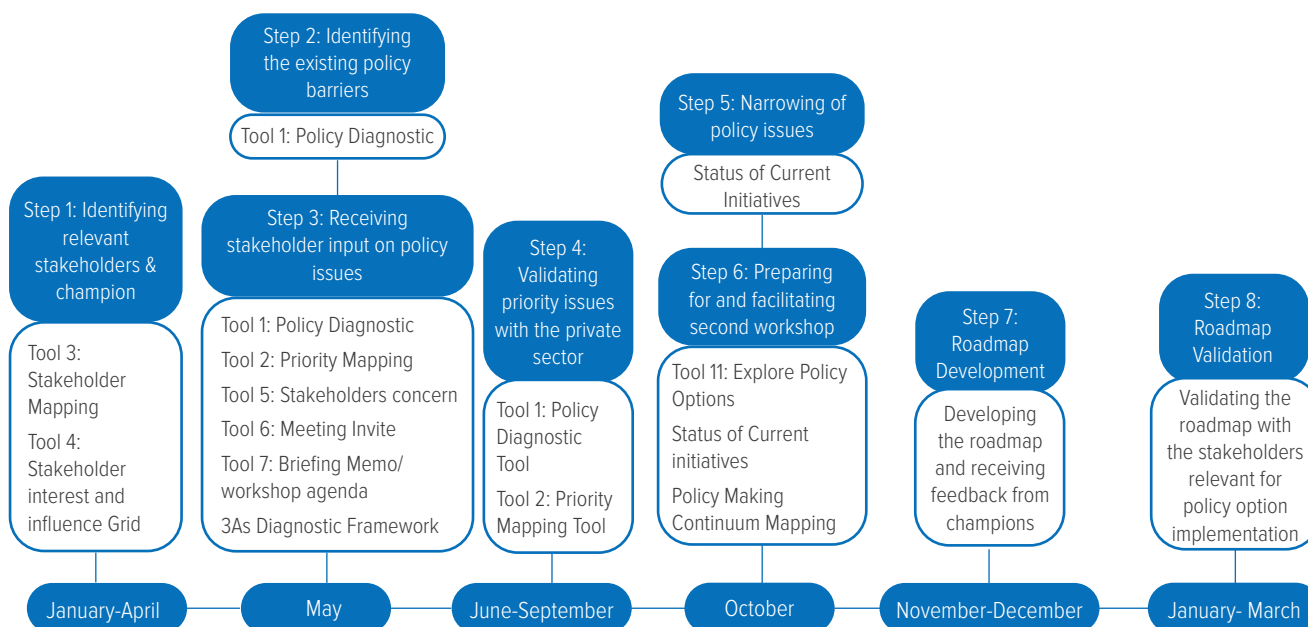 Step 1: Identifying
relevant
stakeholders &
champion
Tool 3:
Stakeholder
Mapping
Tool 4:
Stakeholder
interest and
influence Grid
January-April
Step 2: Identifying
the existing policy
barriers
Tool 1: Policy Diagnostic
Step 3: Receiving
stakeholder input on policy
issues
Tool 1: Policy Diagnostic
Tool 2: Priority Mapping
Tool 5: Stakeholders concern
Tool 6: Meeting Invite
Tool 7: Briefing Memo/
workshop agenda
3As Diagnostic Framework
May
Step 4:
Validating
priority issues
with the private
sector
Tool 1: Policy
Diagnostic
Tool
Tool 2: Priority
Mapping Tool
June-September
Step 5: Narrowing of
policy issues
Status of Current
Initiatives
Step 6: Preparing
for and facilitating
second workshop
Tool 11: Explore Policy
Options
Status of Current
initiatives
Policy Making
Continuum Mapping
October
Step 7:
Roadmap
Development
Developing
the roadmap
and receiving
feedback from
champions
November-December
Step 8:
Roadmap
Validation
Validating the
roadmap with
the stakeholders
relevant for
policy option
implementation
January- March